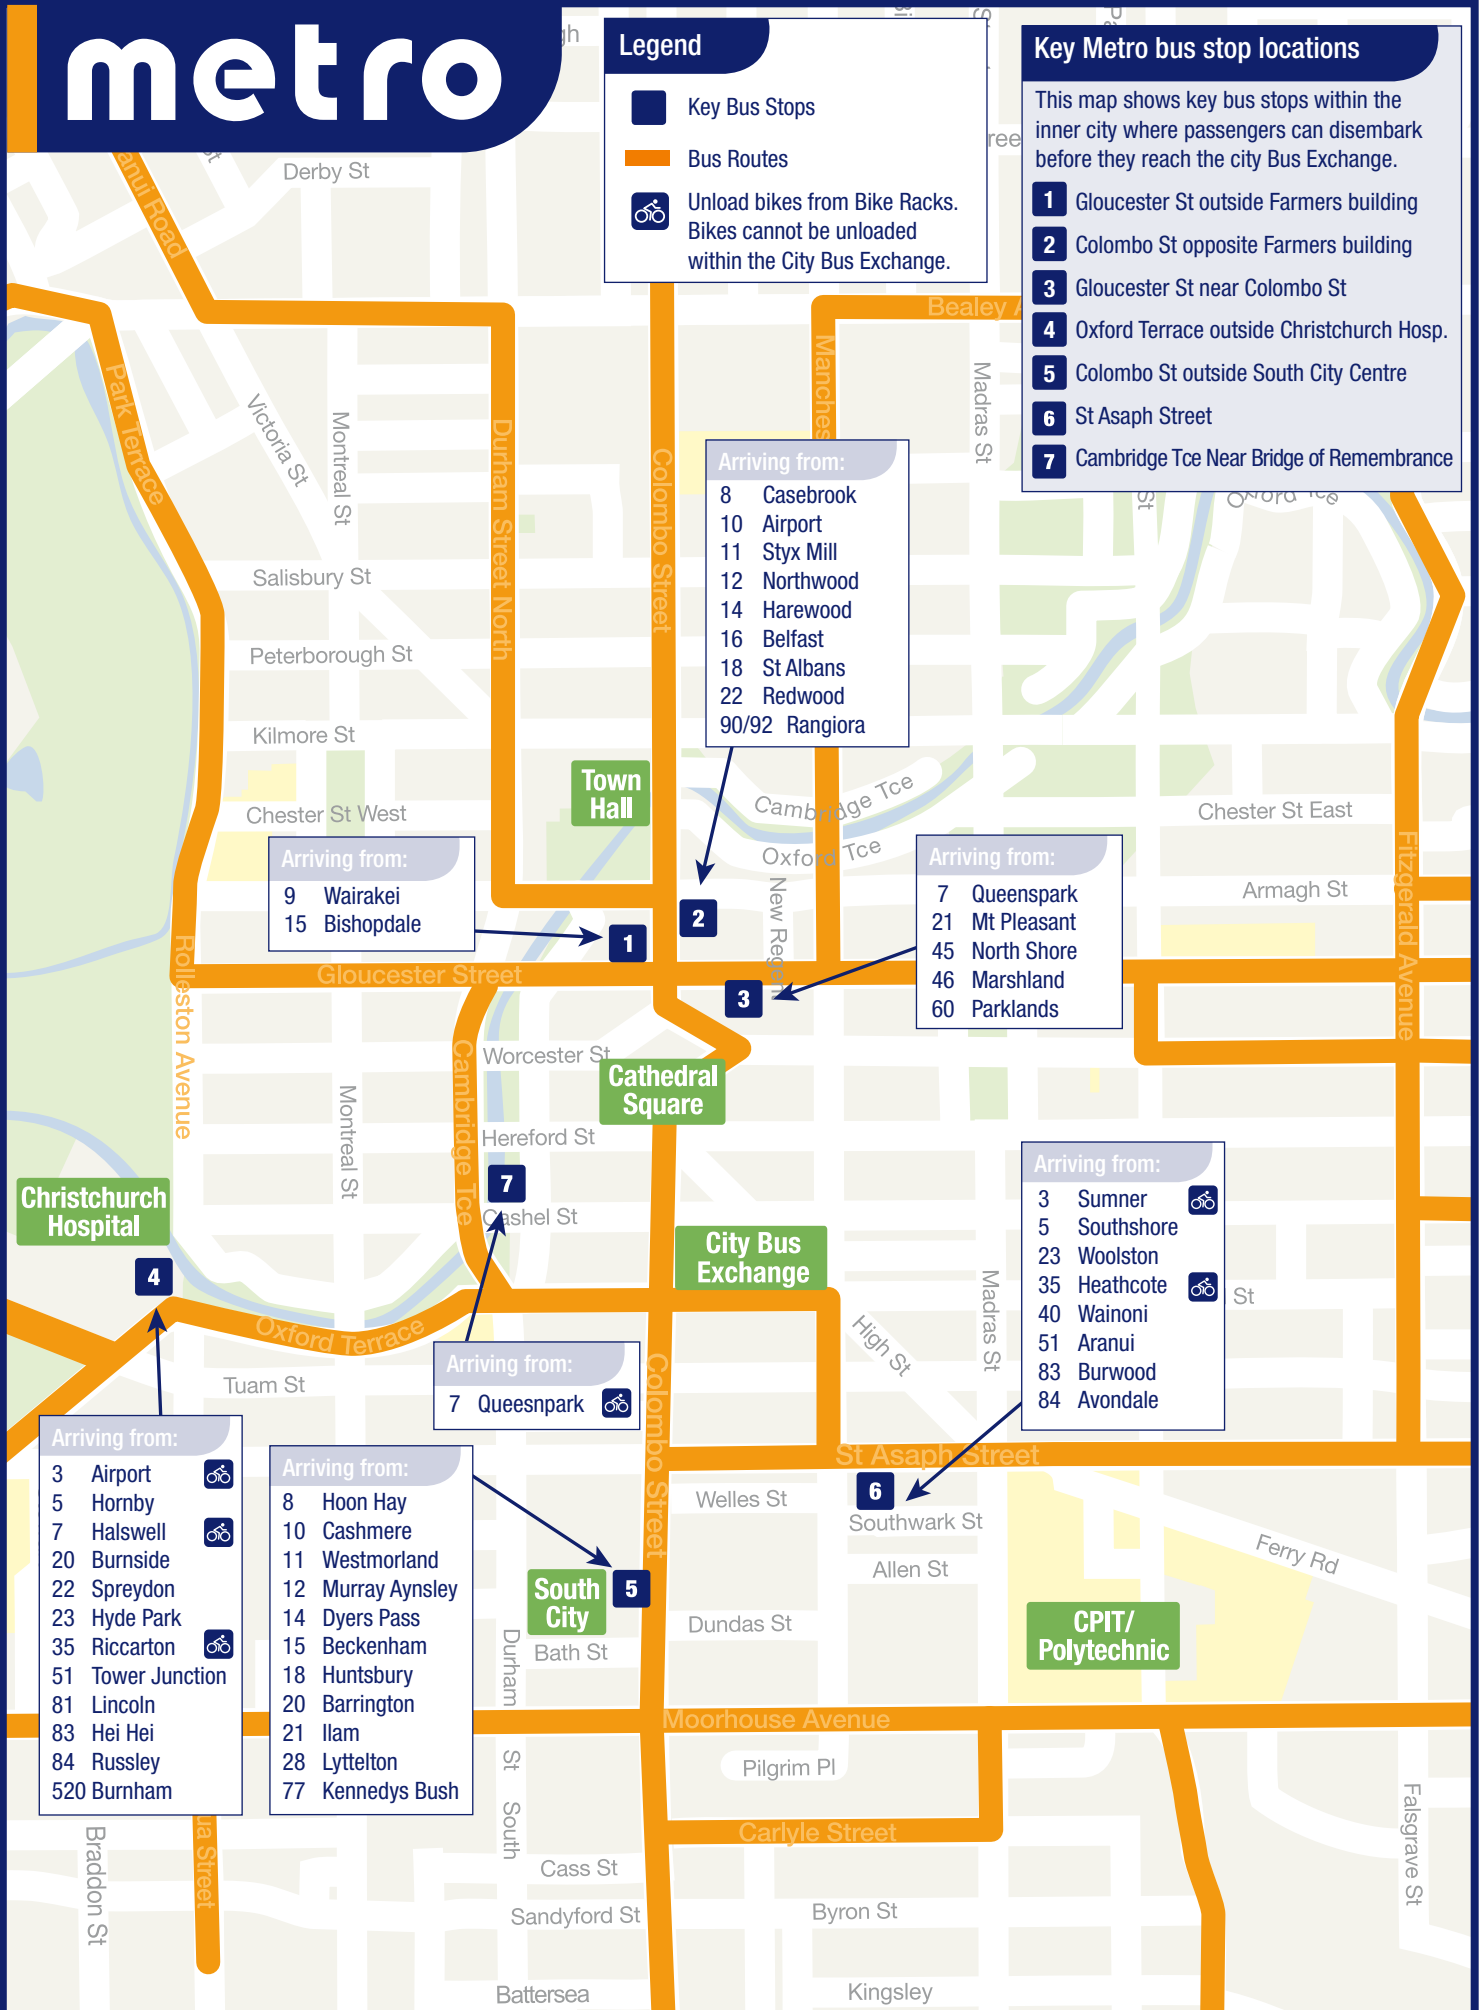 metro
Legend
Key Bus Stops
Bus Routes
Unload bikes from Bike Racks.
Bikes cannot be unloaded
within the City Bus Exchange.
Key Metro bus stop locations
This map shows key bus stops within the
inner city where passengers can disembark
before they reach the city Bus Exchange.
1 Gloucester St outside Farmers building
2 Colombo St opposite Farmers building
3 Gloucester St near Colombo St
4 Oxford Terrace outside Christchurch Hosp.
5 Colombo St outside South City Centre
6 St Asaph Street
7 Cambridge Tce Near Bridge of Remembrance
Derby St
Park Terrace
Victoria St
Montreal St
Durham Street North
Colombo Street
Madras St
St
Oxford Tce
Salisbury St
Peterborough St
Kilmore St
Chester St West
Town
Hall
Cambridge Tce
Oxford Tce
Chester St East
Armagh St
Fitzgerald Avenue
Arriving from:
8 Casebrook
10 Airport
11 Styx Mill
12 Northwood
14 Harewood
16 Belfast
18 St Albans
22 Redwood
90/92 Rangiora
Arriving from:
9 Wairakei
15 Bishopdale
1
2
3
New Regent
Arriving from:
7 Queenspark
21 Mt Pleasant
45 North Shore
46 Marshland
60 Parklands
Gloucester Street
Rolleston Avenue
Cambridge Tce
Worcester St
Cathedral
Square
Montreal St
Hereford St
7
Cashel St
Christchurch
Hospital
4
City Bus
Exchange
Oxford Terrace
Tuam St
High St
Madras St
St
Arriving from:
3 Sumner
5 Southshore
23 Woolston
35 Heathcote
40 Wainoni
51 Aranui
83 Burwood
84 Avondale
Arriving from:
7 Queesnpark
Colombo Street
St Asaph Street
Welles St
6
Southwark St
Allen St
Ferry Rd
Arriving from:
3 Airport
5 Hornby
7 Halswell
20 Burnside
22 Spreydon
23 Hyde Park
35 Riccarton
51 Tower Junction
81 Lincoln
83 Hei Hei
84 Russley
520 Burnham
Arriving from:
8 Hoon Hay
10 Cashmere
11 Westmorland
12 Murray Aynsley
14 Dyers Pass
15 Beckenham
18 Huntsbury
20 Barrington
21 Ilam
28 Lyttelton
77 Kennedys Bush
South
City
5
Dundas St
Bath St
CPIT/
Polytechnic
Durham St South
Moorhouse Avenue
Pilgrim Pl
Carlyle Street
Falsgrave St
Braddon St
Street
Cass St
Sandyford St
Byron St
Battersea
Kingsley